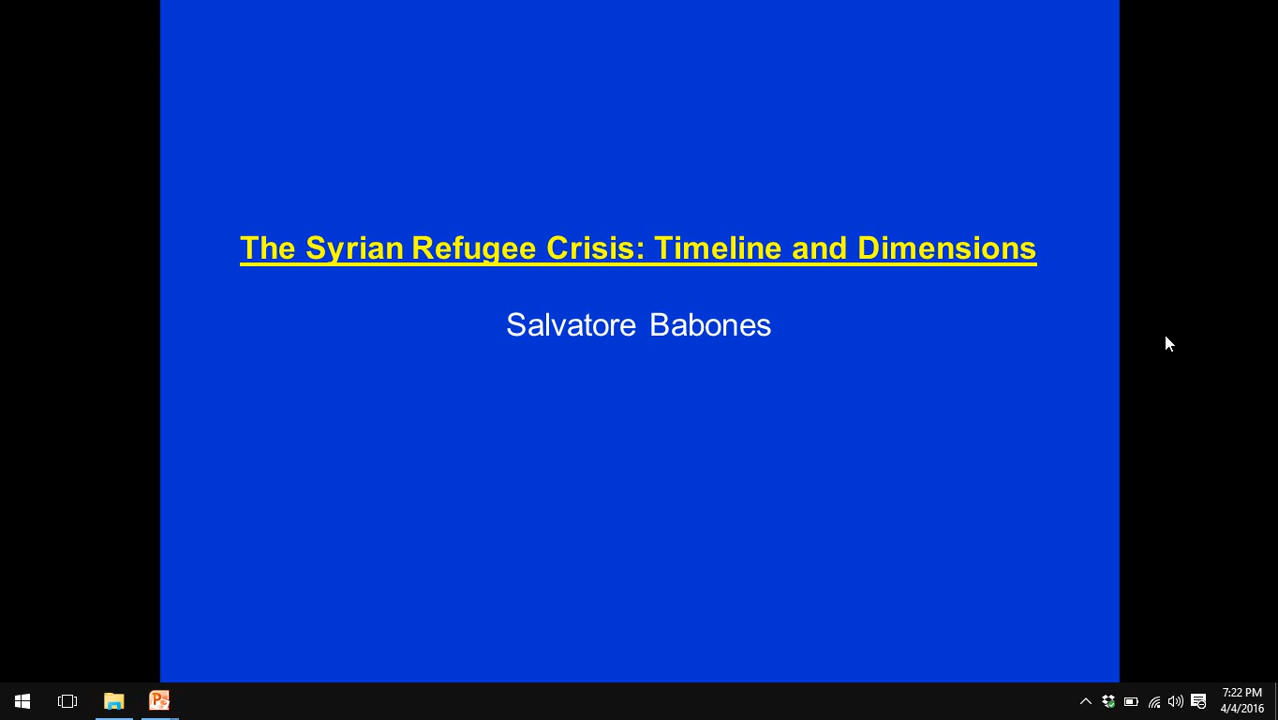 The Syrian Refugee Crisis: Timeline and Dimensions
Salvatore Babones
7:22 PM
4/4/2016